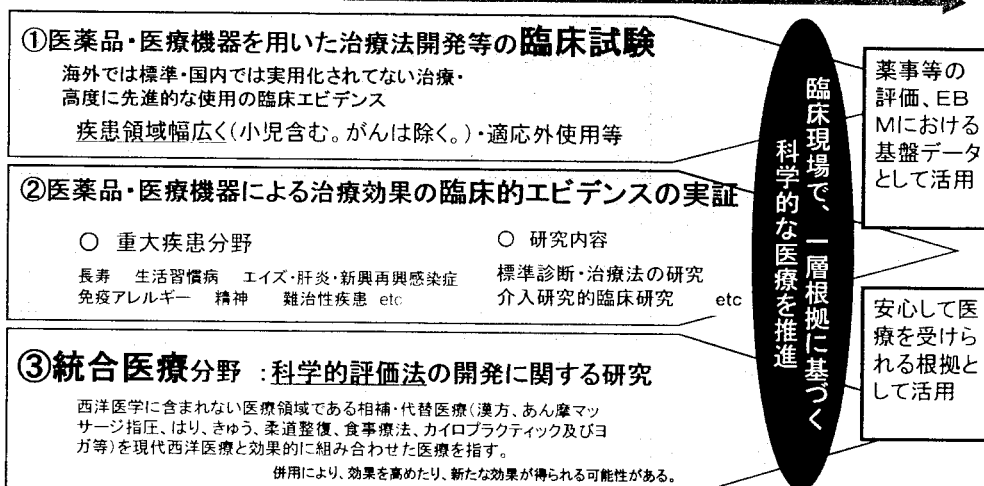 ①医薬品・医療機器を用いた治療法開発等の臨床試験
海外では標準・国内では実用化されてない治療・
高度に先進的な使用の臨床エビデンス
疾患領域幅広く(小児含む。がんは除く。)・適応外使用等
②医薬品・医療機器による治療効果の臨床的エビデンスの実証
○ 重大疾患分野
長寿 生活習慣病 エイズ・肝炎・新興再興感染症
免疫アレルギー 精神 難治性疾患 etc
○ 研究内容
標準診断・治療法の研究
介入研究的臨床研究 etc
③統合医療分野 :科学的評価法の開発に関する研究
西洋医学に含まれない医療領域である相補・代替医療(漢方、あん摩マッ
サージ指圧、はり、きゅう、柔道整復、食事療法、カイロプラクティック及びヨ
ガ等)を現代西洋医療と効果的に組み合わせた医療を指す。
併用により、効果を高めたり、新たな効果が得られる可能性がある。
臨床現場で、一層根拠に基づく
科学的な医療を推進
薬事等の
評価、EB
Mにおける
基盤データ
として活用
安心して医
療を受けら
れる根拠と
して活用